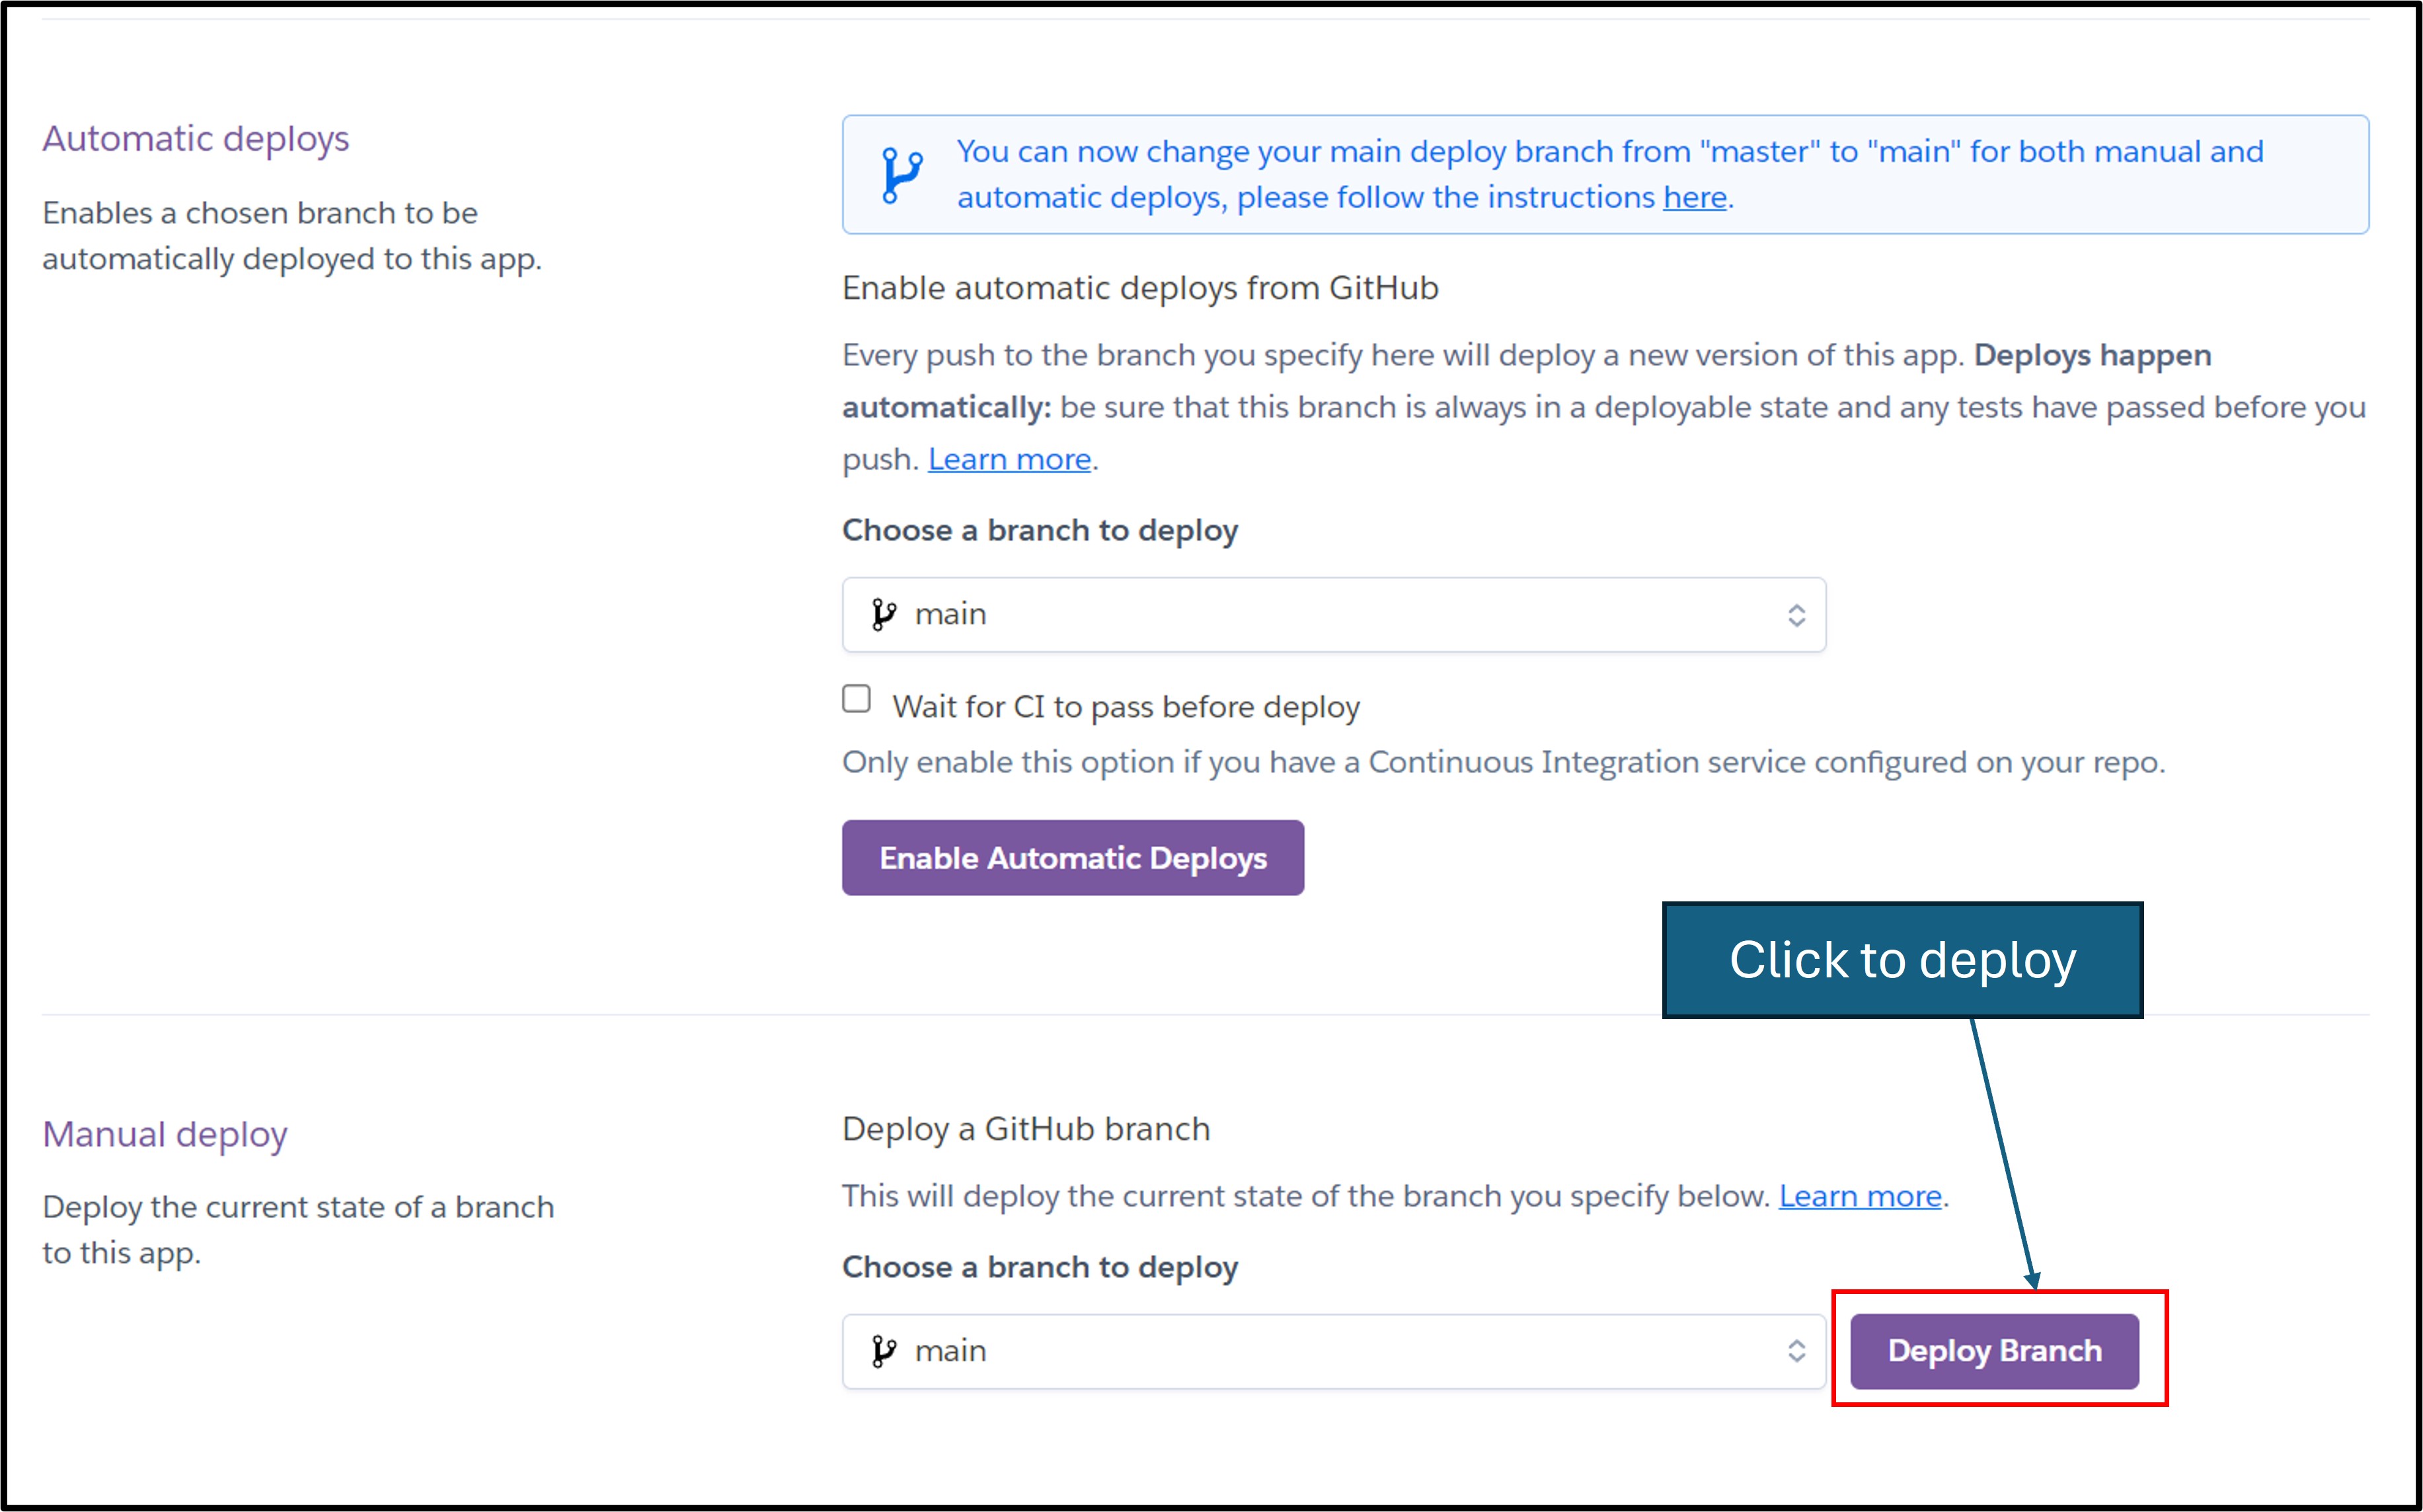 Automatic deploys
Enables a chosen branch to be
automatically deployed to this app.
You can now change your main deploy branch from "master" to "main" for both manual and
automatic deploys, please follow the instructions here.
Enable automatic deploys from GitHub
Every push to the branch you specify here will deploy a new version of this app. Deploys happen
automatically: be sure that this branch is always in a deployable state and any tests have passed before you
push. Learn more.
Choose a branch to deploy
main
Wait for CI to pass before deploy
Only enable this option if you have a Continuous Integration service configured on your repo.
Enable Automatic Deploys
Click to deploy
Manual deploy
Deploy the current state of a branch
to this app.
Deploy a GitHub branch
This will deploy the current state of the branch you specify below. Learn more.
Choose a branch to deploy
main
Deploy Branch